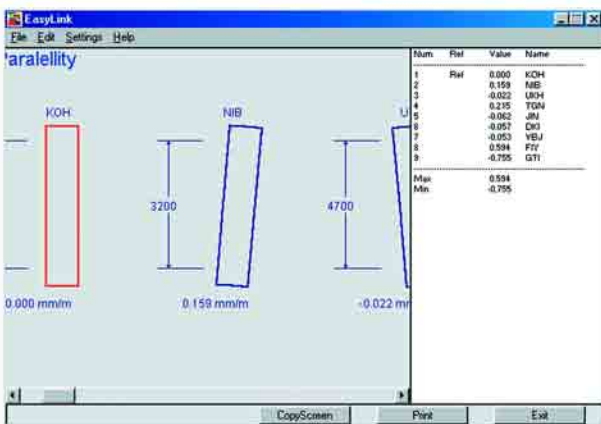 EasyLink
File Edit Settings Help
aralellity
KOH NIB U
3200 4700
0.000 mm/m 0.159 mm/m -0.022 mm
Num Ref Value Name
1 Ref 0.000 KOH
2 0.159 NIB
3 -0.022 UKH
4 0.215 TGN
5 -0.062 JIN
6 -0.057 DKI
7 -0.053 YBJ
8 0.594 FIY
9 -0.755 GTI
Max 0.594
Min -0.755
CopyScreen Print Exit